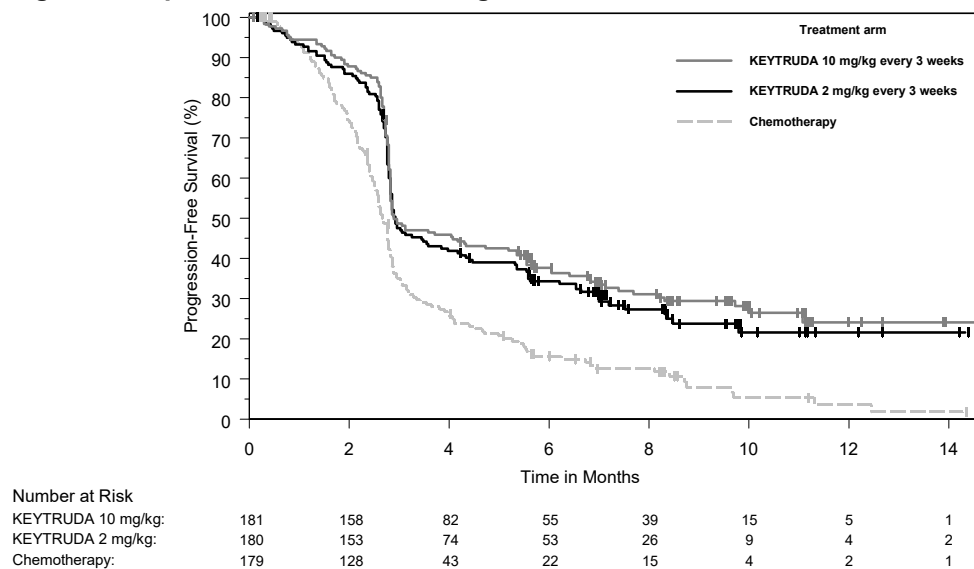 Treatment arm
KEYTRUDA 10 mg/kg every 3 weeks
KEYTRUDA 2 mg/kg every 3 weeks
Chemotherapy
Progression-Free Survival (%)
100
90
80
70
60
50
40
30
20
10
0
0 2 4 6 8 10 12 14
Time in Months
Number at Risk
KEYTRUDA 10 mg/kg: 181 158 82 55 39 15 5 1
KEYTRUDA 2 mg/kg: 180 153 74 53 26 9 4 2
Chemotherapy: 179 128 43 22 15 4 2 1